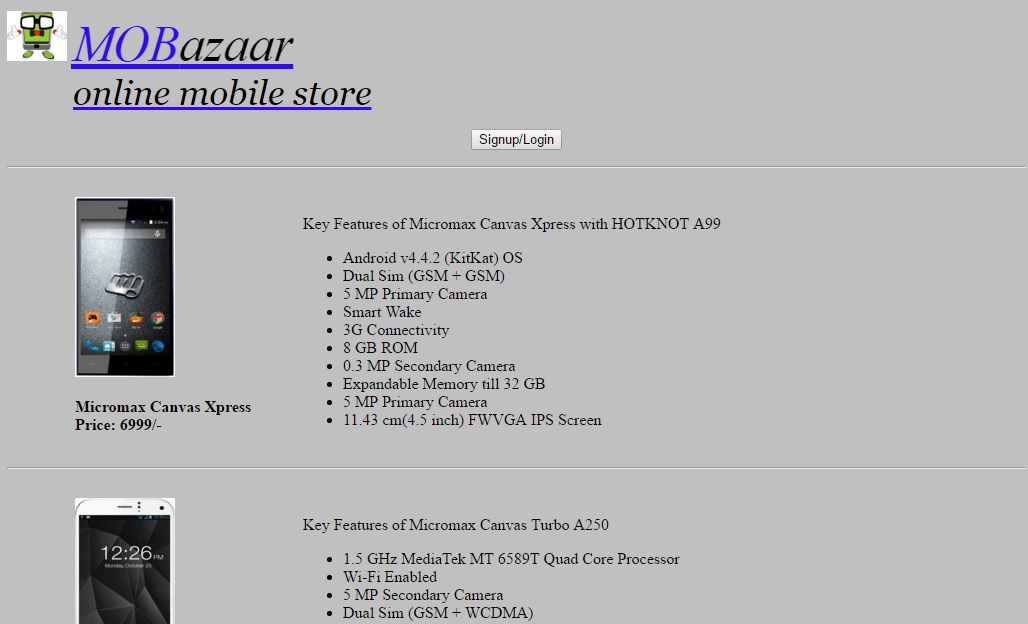 MOBazaar
online mobile store
Signup/Login
Key Features of Micromax Canvas Xpress with HOTKNOT A99
Android v4.4.2 (KitKat) OS
Dual Sim (GSM + GSM)
5 MP Primary Camera
Smart Wake
3G Connectivity
8 GB ROM
0.3 MP Secondary Camera
Expandable Memory till 32 GB
5 MP Primary Camera
11.43 cm(4.5 inch) FWVGA IPS Screen
Micromax Canvas Xpress
Price: 6999/-
Key Features of Micromax Canvas Turbo A250
1.5 GHz MediaTek MT 6589T Quad Core Processor
Wi-Fi Enabled
5 MP Secondary Camera
Dual Sim (GSM + WCDMA)
12:26 PM
Monday, October 23